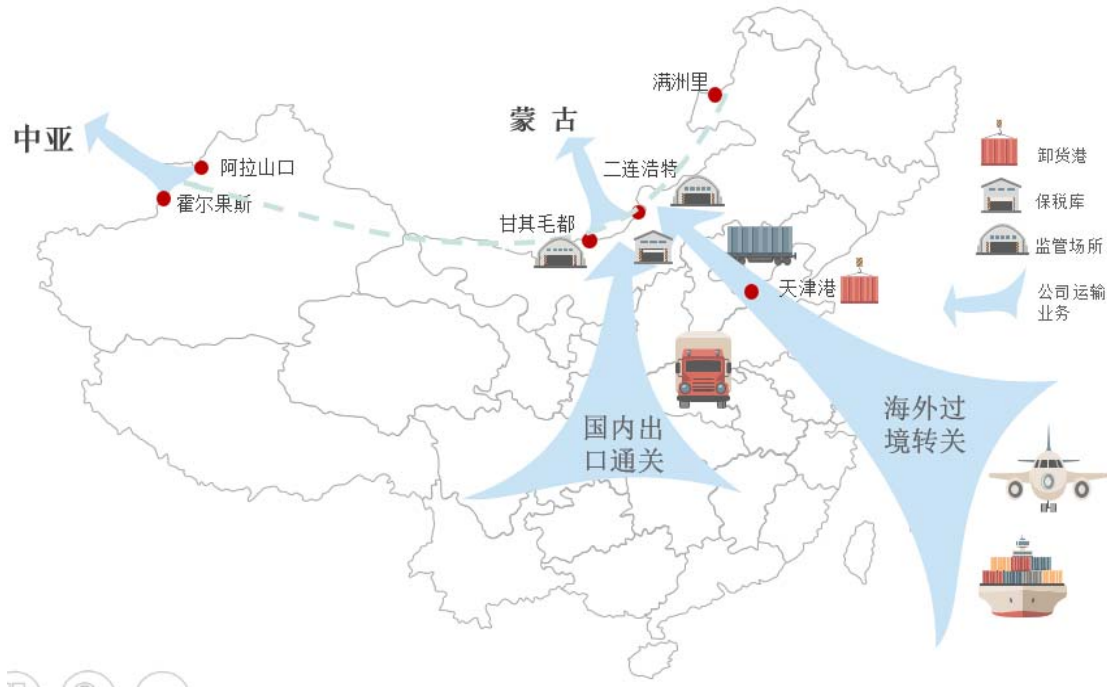 满洲里
蒙 古
中亚
阿拉山口
二连浩特
霍尔果斯
甘其毛都
天津港
国内出
口通关
海外过
境转关
卸货港
保税库
监管场所
公司运输
业务